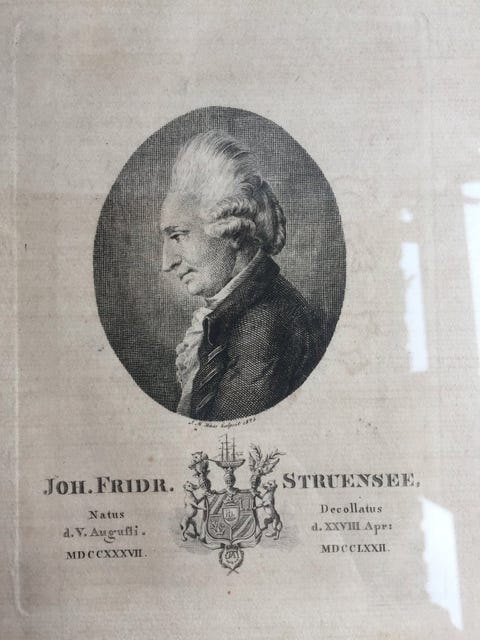 JOH. FRIDR. STRUENSEE,
Natus
d. V. Augusti.
MDCCXXXVII.
Decollatus
d. XXVIII Apr:
MDCCLXXII.